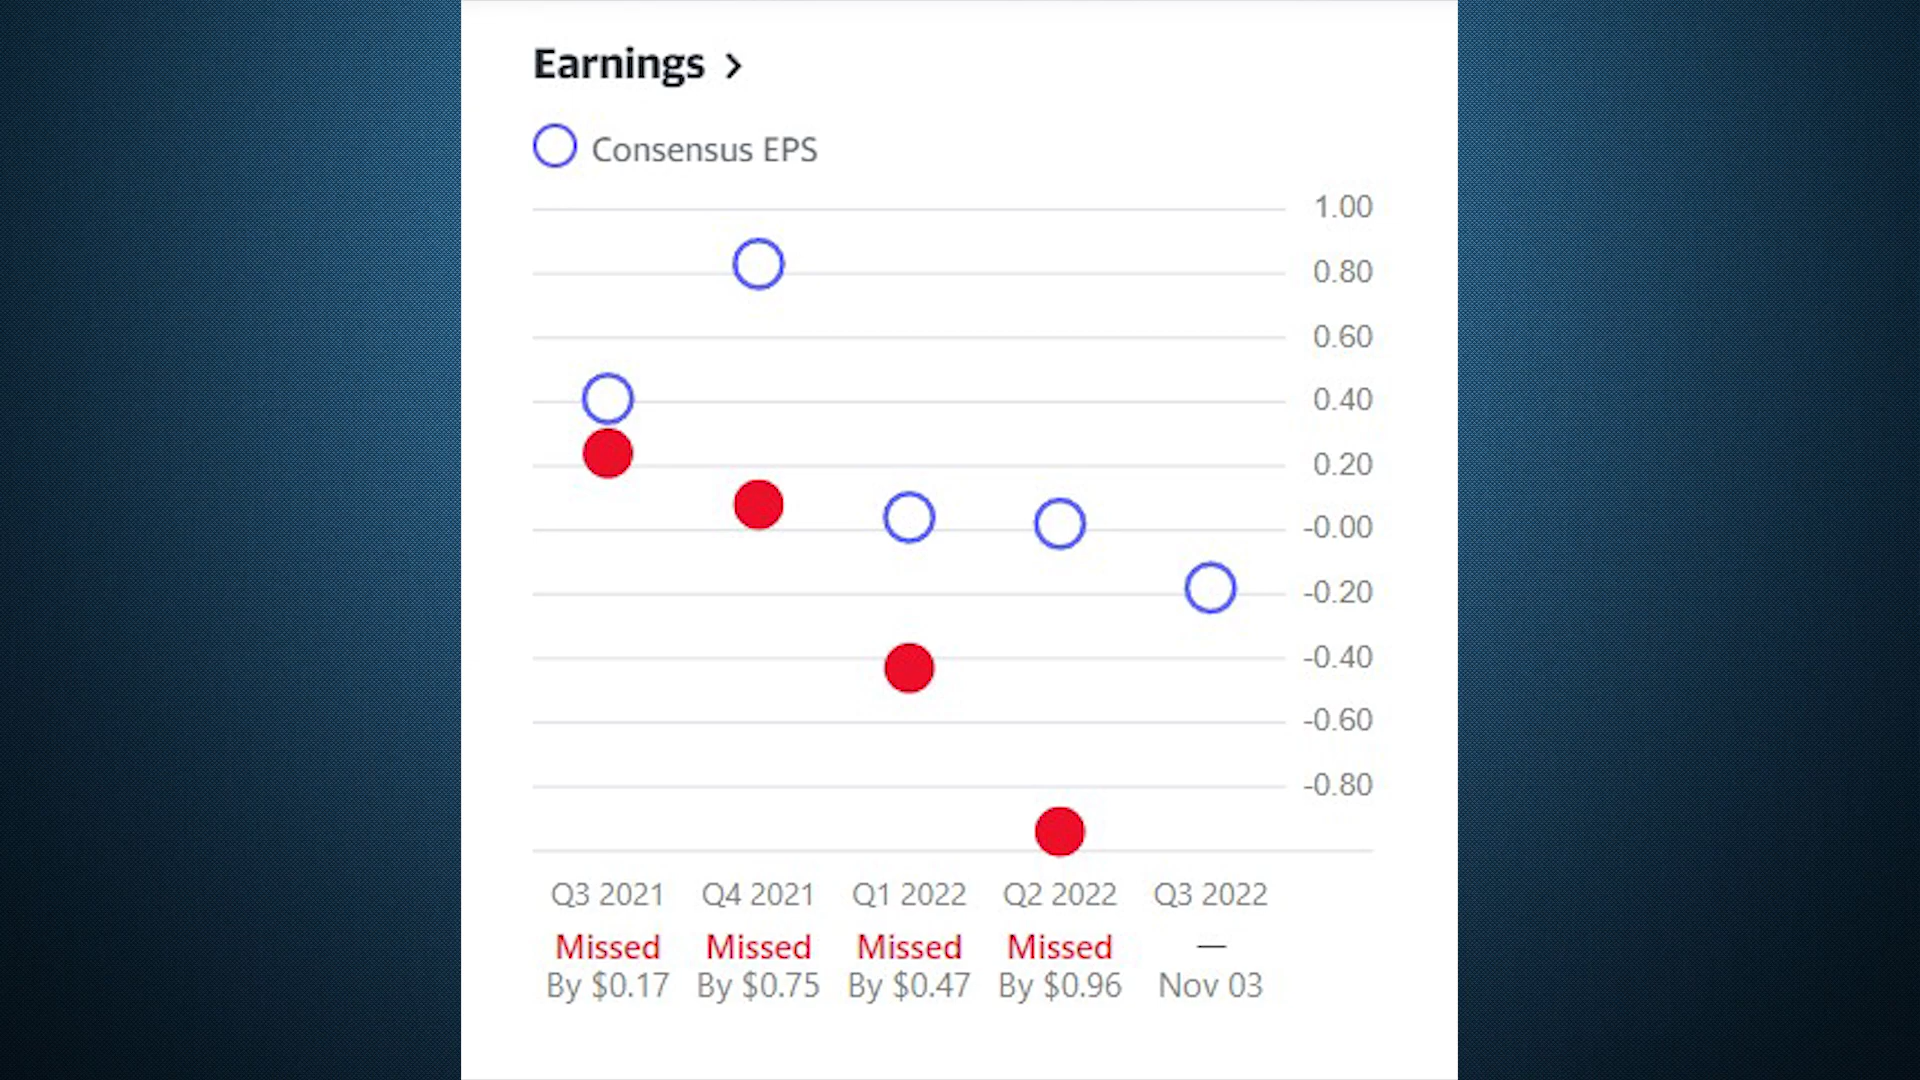 Earnings >
Consensus EPS
1.00
0.80
0.60
0.40
0.20
-0.00
-0.20
-0.40
-0.60
-0.80
Q3 2021 Q4 2021 Q1 2022 Q2 2022 Q3 2022
Missed Missed Missed Missed —
By $0.17 By $0.75 By $0.47 By $0.96 Nov 03